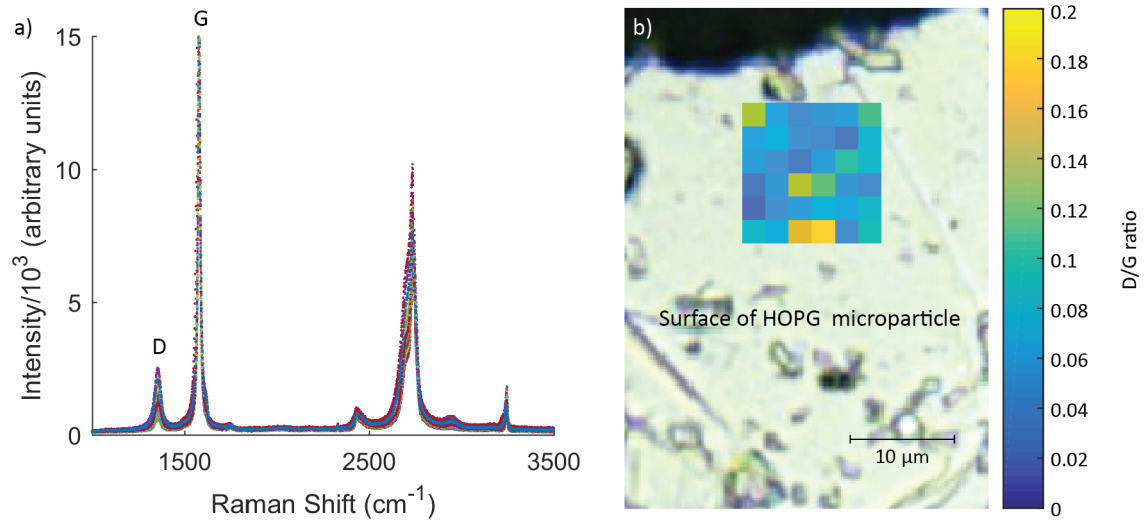 a)
G
D
15
10
5
0
Intensity/10³ (arbitrary units)
1500
2500
3500
Raman Shift (cm⁻¹)
b)
Surface of HOPG microparticle
10 µm
0.2
0.18
0.16
0.14
0.12
0.1
0.08
0.06
0.04
0.02
0
D/G ratio